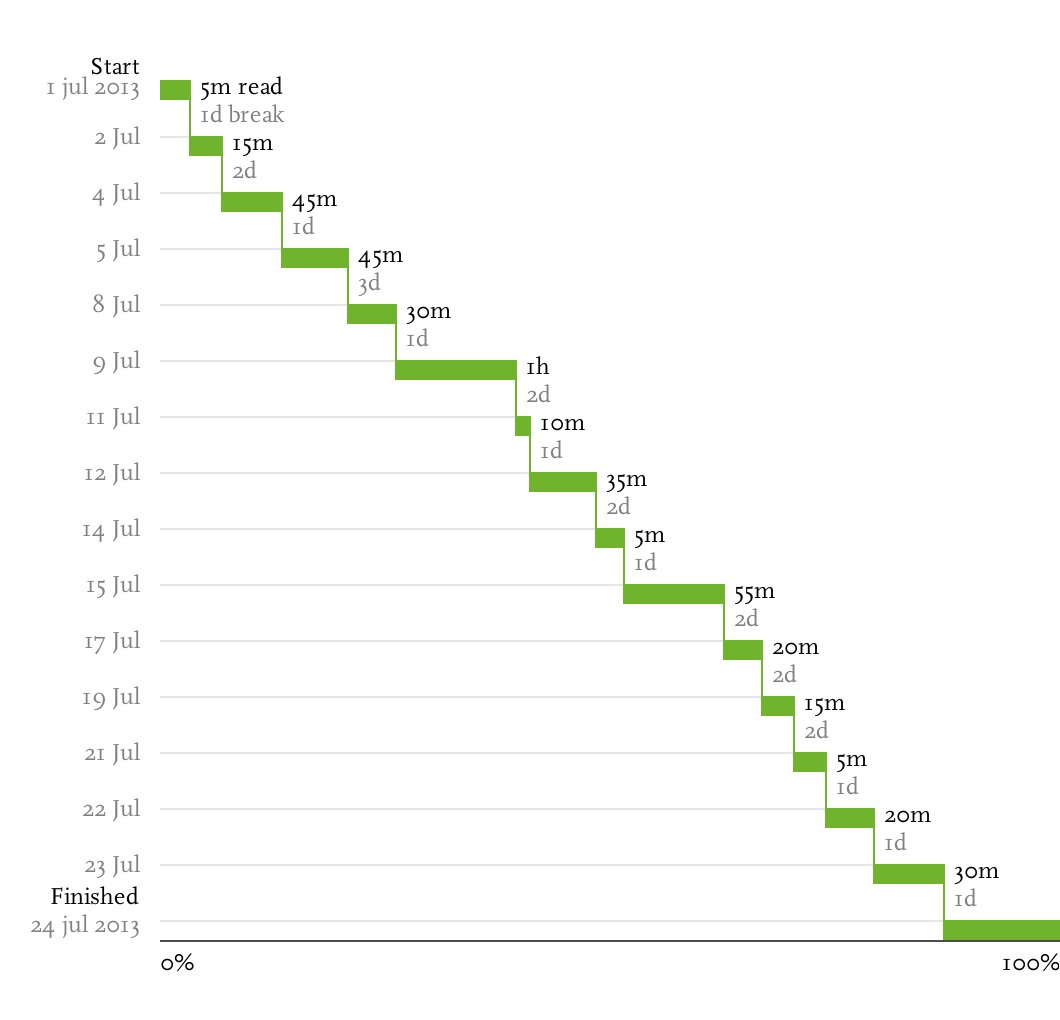 Start
1 jul 2013
5m read
1d break
2 Jul
15m
2d
4 Jul
45m
1d
5 Jul
45m
3d
8 Jul
30m
1d
9 Jul
1h
2d
11 Jul
10m
1d
12 Jul
35m
2d
14 Jul
5m
1d
15 Jul
55m
2d
17 Jul
20m
2d
19 Jul
15m
2d
21 Jul
5m
1d
22 Jul
20m
1d
23 Jul
30m
1d
Finished
24 jul 2013
0%
100%